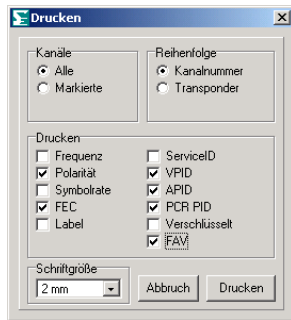 Drucken
Kanäle
Alle
Markierte
Reihenfolge
Kanalnummer
Transponder
Drucken
Frequenz
Polarität
Symbolrate
FEC
Label
ServiceID
VPID
APID
PCR PID
Verschlüsselt
FAV
Schriftgröße
2 mm
Abbruch
Drucken